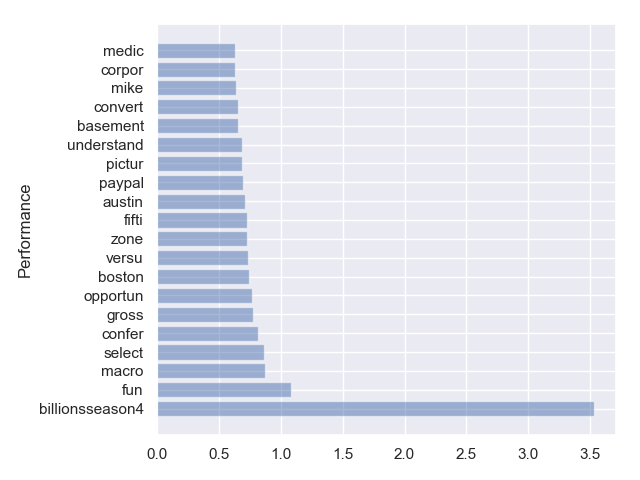 medic
corpor
mike
convert
basement
understand
pictur
paypal
austin
fifti
zone
versu
boston
opportun
gross
confer
select
macro
fun
billionsseason4
Performance
0.0 0.5 1.0 1.5 2.0 2.5 3.0 3.5